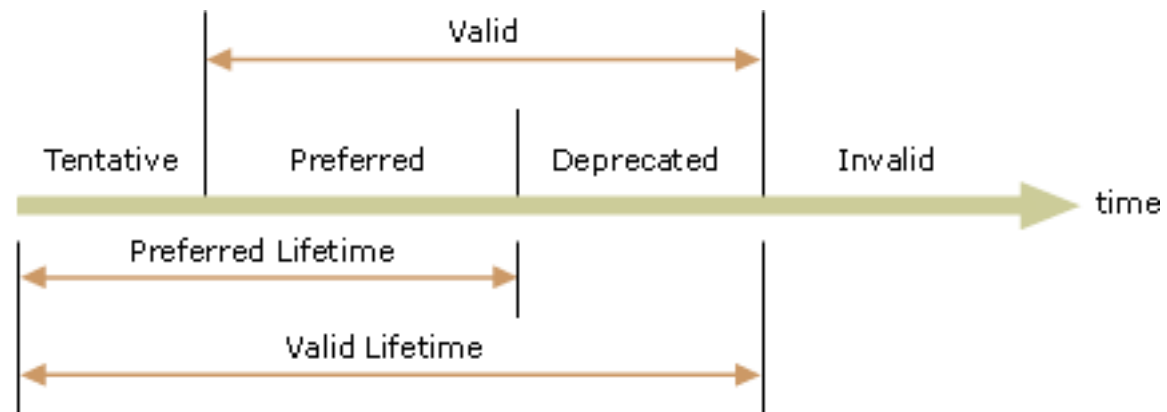 Valid
Tentative Preferred Deprecated Invalid
time
Preferred Lifetime
Valid Lifetime